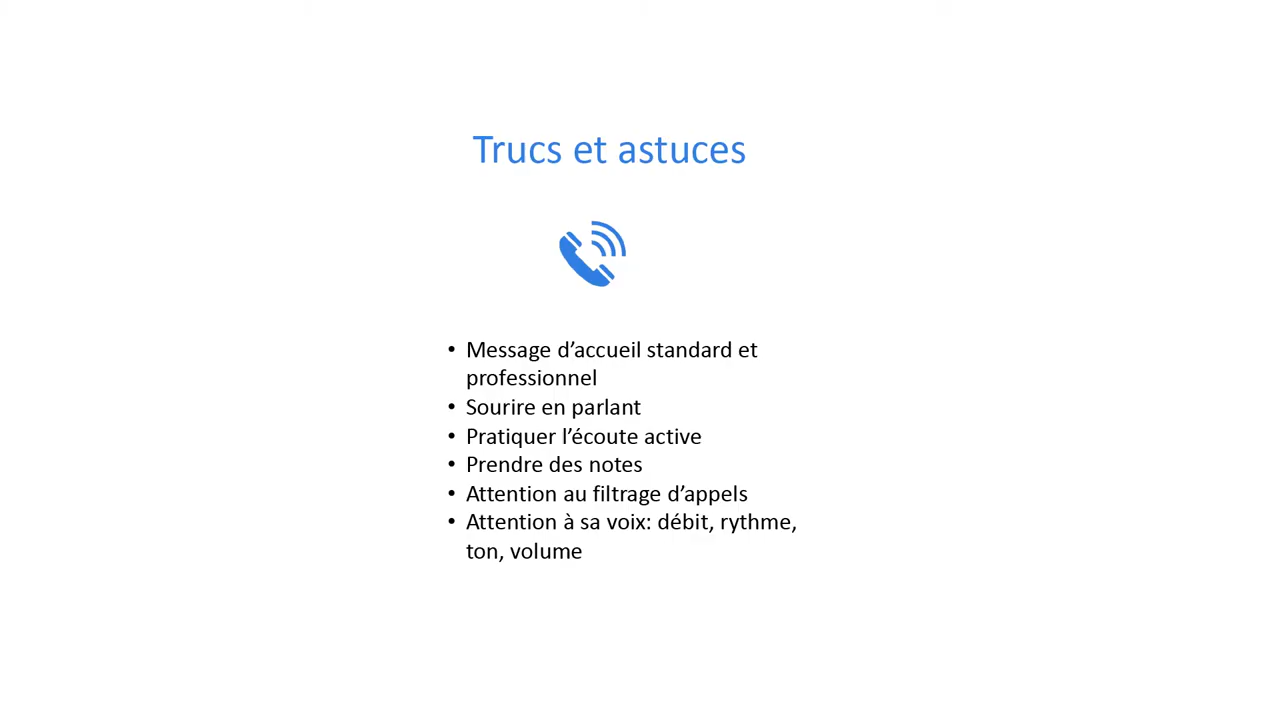 Trucs et astuces
• Message d’accueil standard et
professionnel
• Sourire en parlant
• Pratiquer l’écoute active
• Prendre des notes
• Attention au filtrage d’appels
• Attention à sa voix: débit, rythme,
ton, volume